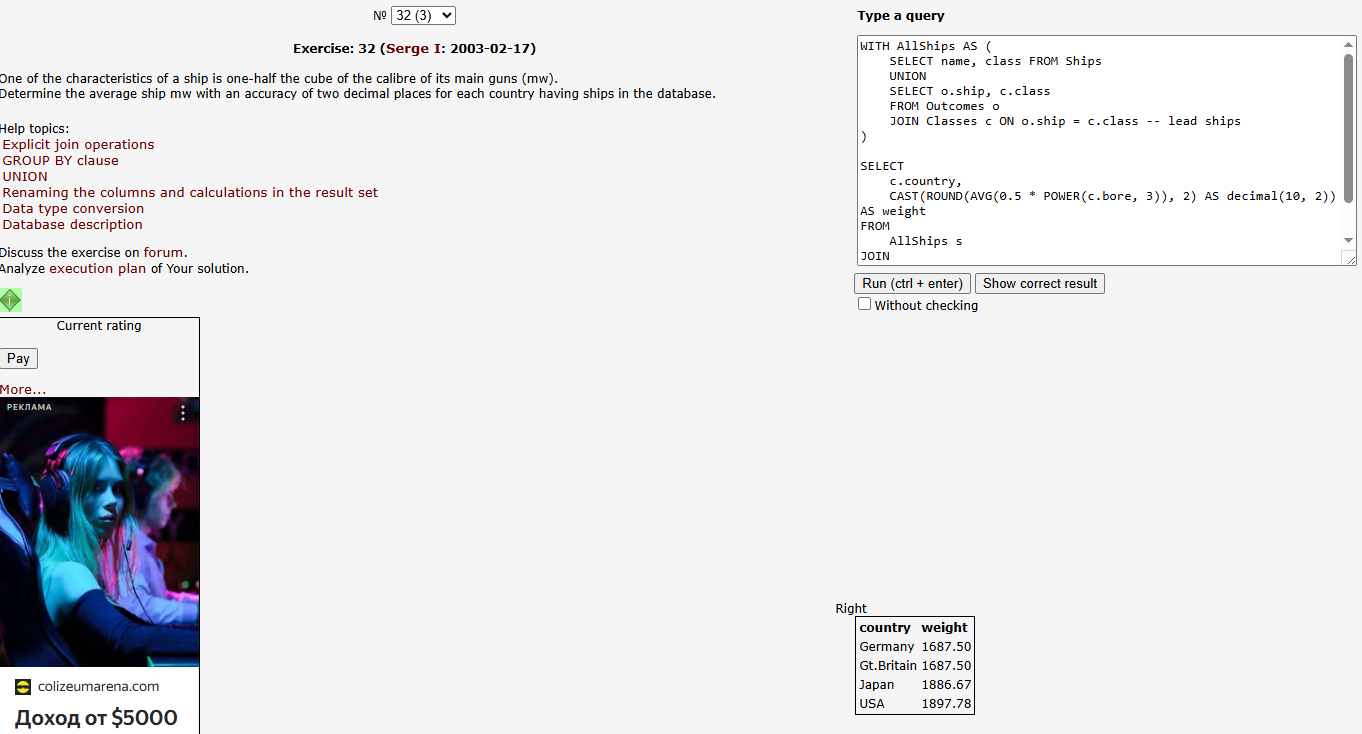 № 32 (3)
Exercise: 32 (Serge I: 2003-02-17)
One of the characteristics of a ship is one-half the cube of the calibre of its main guns (mw).
Determine the average ship mw with an accuracy of two decimal places for each country having ships in the database.
Help topics:
Explicit join operations
GROUP BY clause
UNION
Renaming the columns and calculations in the result set
Data type conversion
Database description
Discuss the exercise on forum.
Analyze execution plan of Your solution.
Current rating
Pay
More...
РЕКЛАМА
colizeumarena.com
Доход от $5000
Type a query
WITH AllShips AS (
    SELECT name, class FROM Ships
    UNION
    SELECT o.ship, c.class
    FROM Outcomes o
    JOIN Classes c ON o.ship = c.class -- lead ships
)
SELECT
    c.country,
    CAST(ROUND(AVG(0.5 * POWER(c.bore, 3)), 2) AS decimal(10, 2))
AS weight
FROM
    AllShips s
JOIN
Run (ctrl + enter) Show correct result
Without checking
Right
country weight
Germany 1687.50
Gt.Britain 1687.50
Japan 1886.67
USA 1897.78